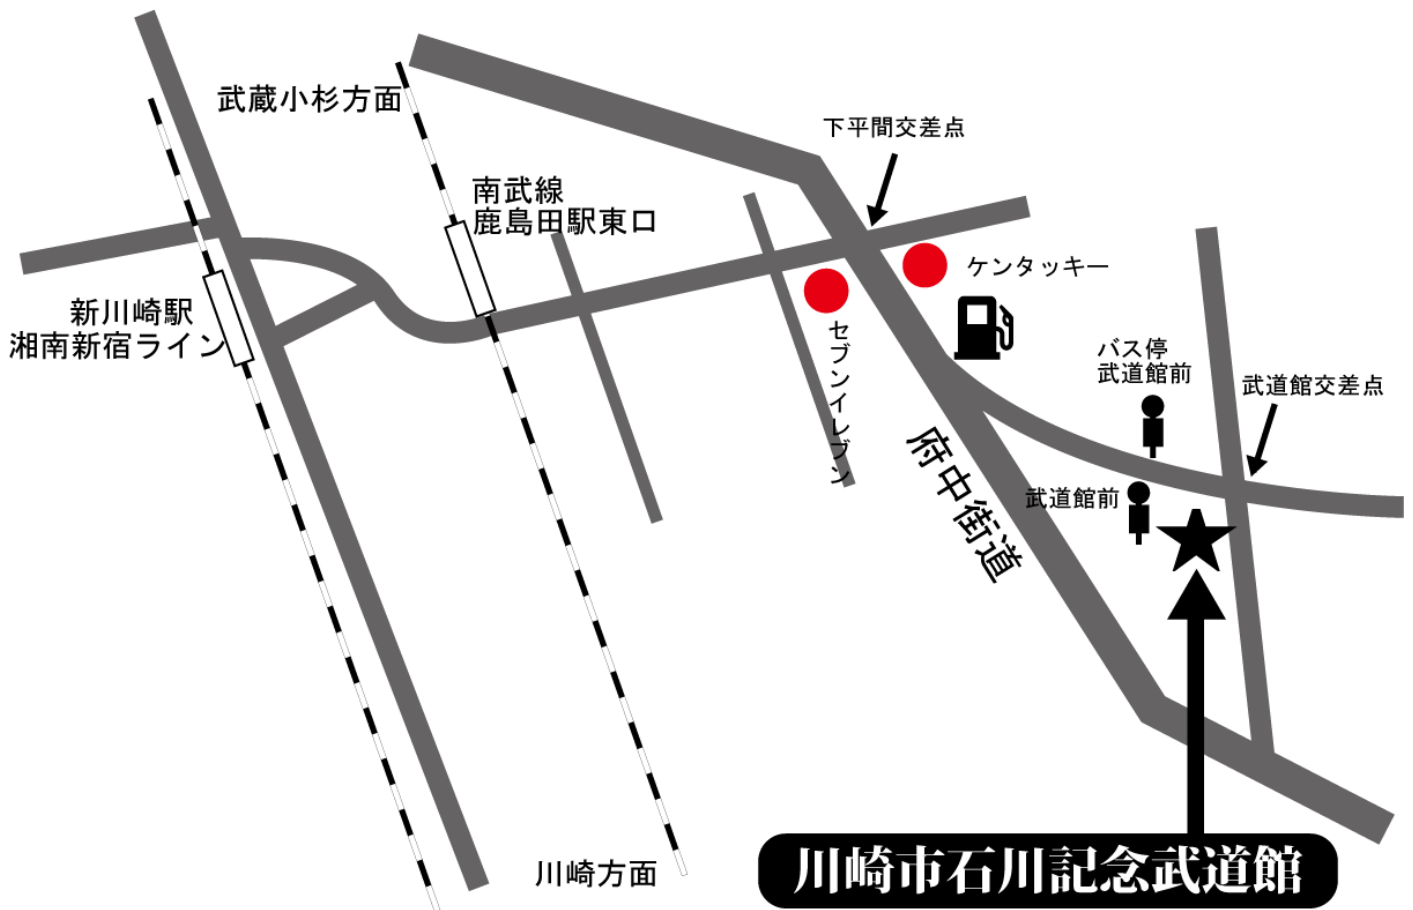 武蔵小杉方面
下平間交差点
南武線
鹿島田駅東口
ケンタッキー
新川崎駅
湘南新宿ライン
セブンイレブン
バス停
武道館前
武道館交差点
府中街道
武道館前
川崎方面
川崎市石川記念武道館